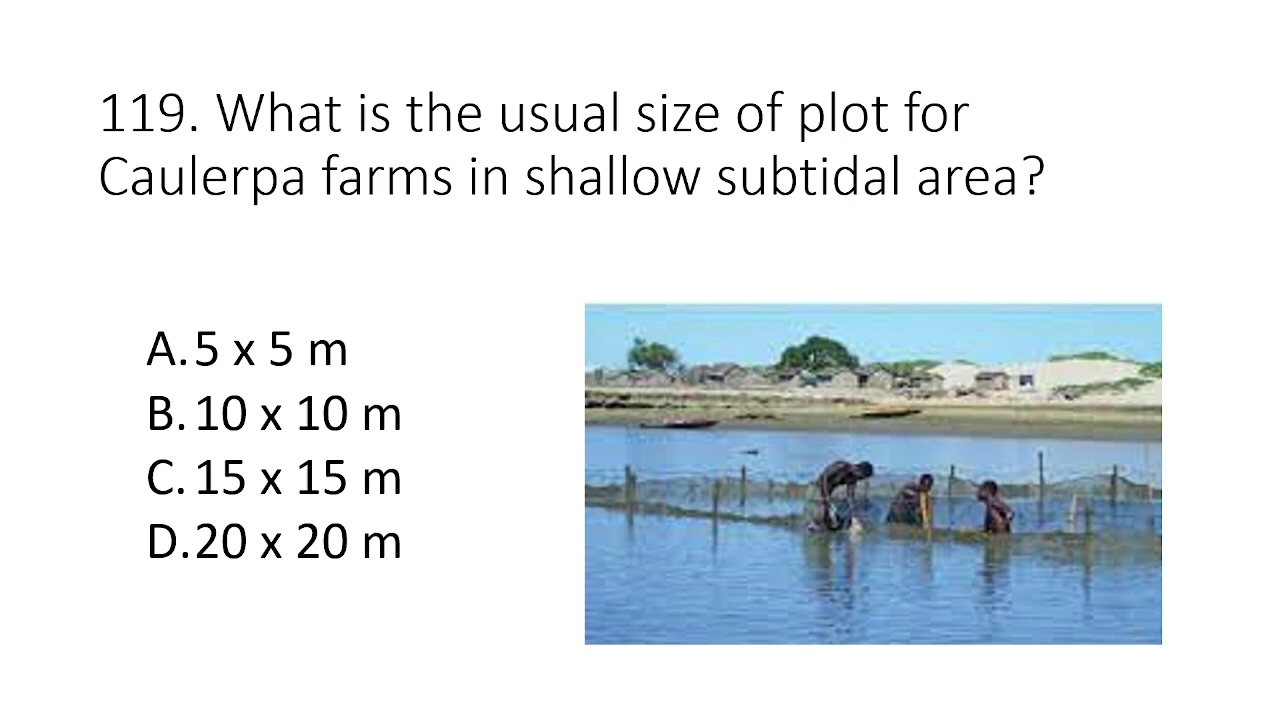 119. What is the usual size of plot for
Caulerpa farms in shallow subtidal area?
A. 5 x 5 m
B. 10 x 10 m
C. 15 x 15 m
D. 20 x 20 m